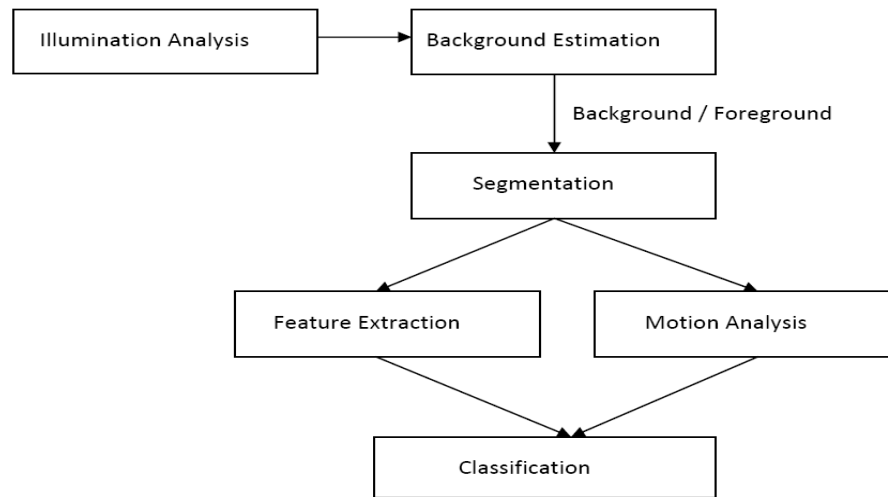 Illumination Analysis
Background Estimation
Background / Foreground
Segmentation
Feature Extraction
Motion Analysis
Classification